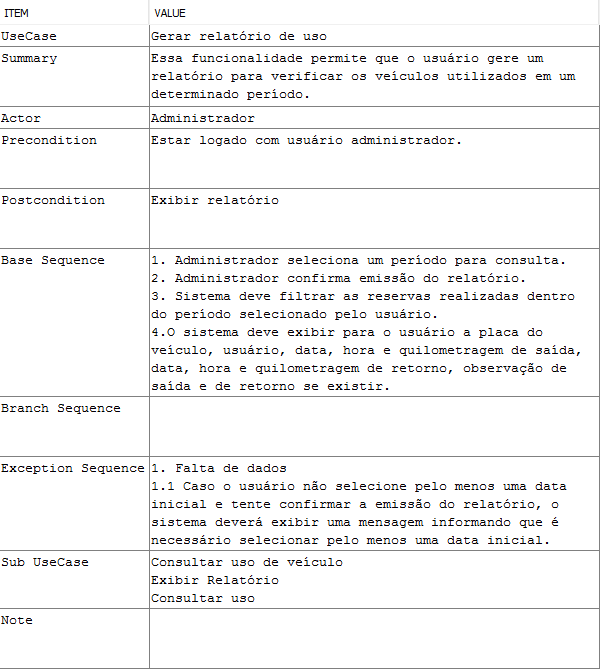 ITEM VALUE
UseCase Gerar relatório de uso
Summary Essa funcionalidade permite que o usuário gere um
relatório para verificar os veículos utilizados em um
determinado período.
Actor Administrador
Precondition Estar logado com usuário administrador.
Postcondition Exibir relatório
Base Sequence 1. Administrador seleciona um período para consulta.
2. Administrador confirma emissão do relatório.
3. Sistema deve filtrar as reservas realizadas dentro
do período selecionado pelo usuário.
4.O sistema deve exibir para o usuário a placa do
veículo, usuário, data, hora e quilometragem de saída,
data, hora e quilometragem de retorno, observação de
saída e de retorno se existir.
Branch Sequence
Exception Sequence 1. Falta de dados
1.1 Caso o usuário não selecione pelo menos uma data
inicial e tente confirmar a emissão do relatório, o
sistema deverá exibir uma mensagem informando que é
necessário selecionar pelo menos uma data inicial.
Sub UseCase Consultar uso de veículo
Exibir Relatório
Consultar uso
Note